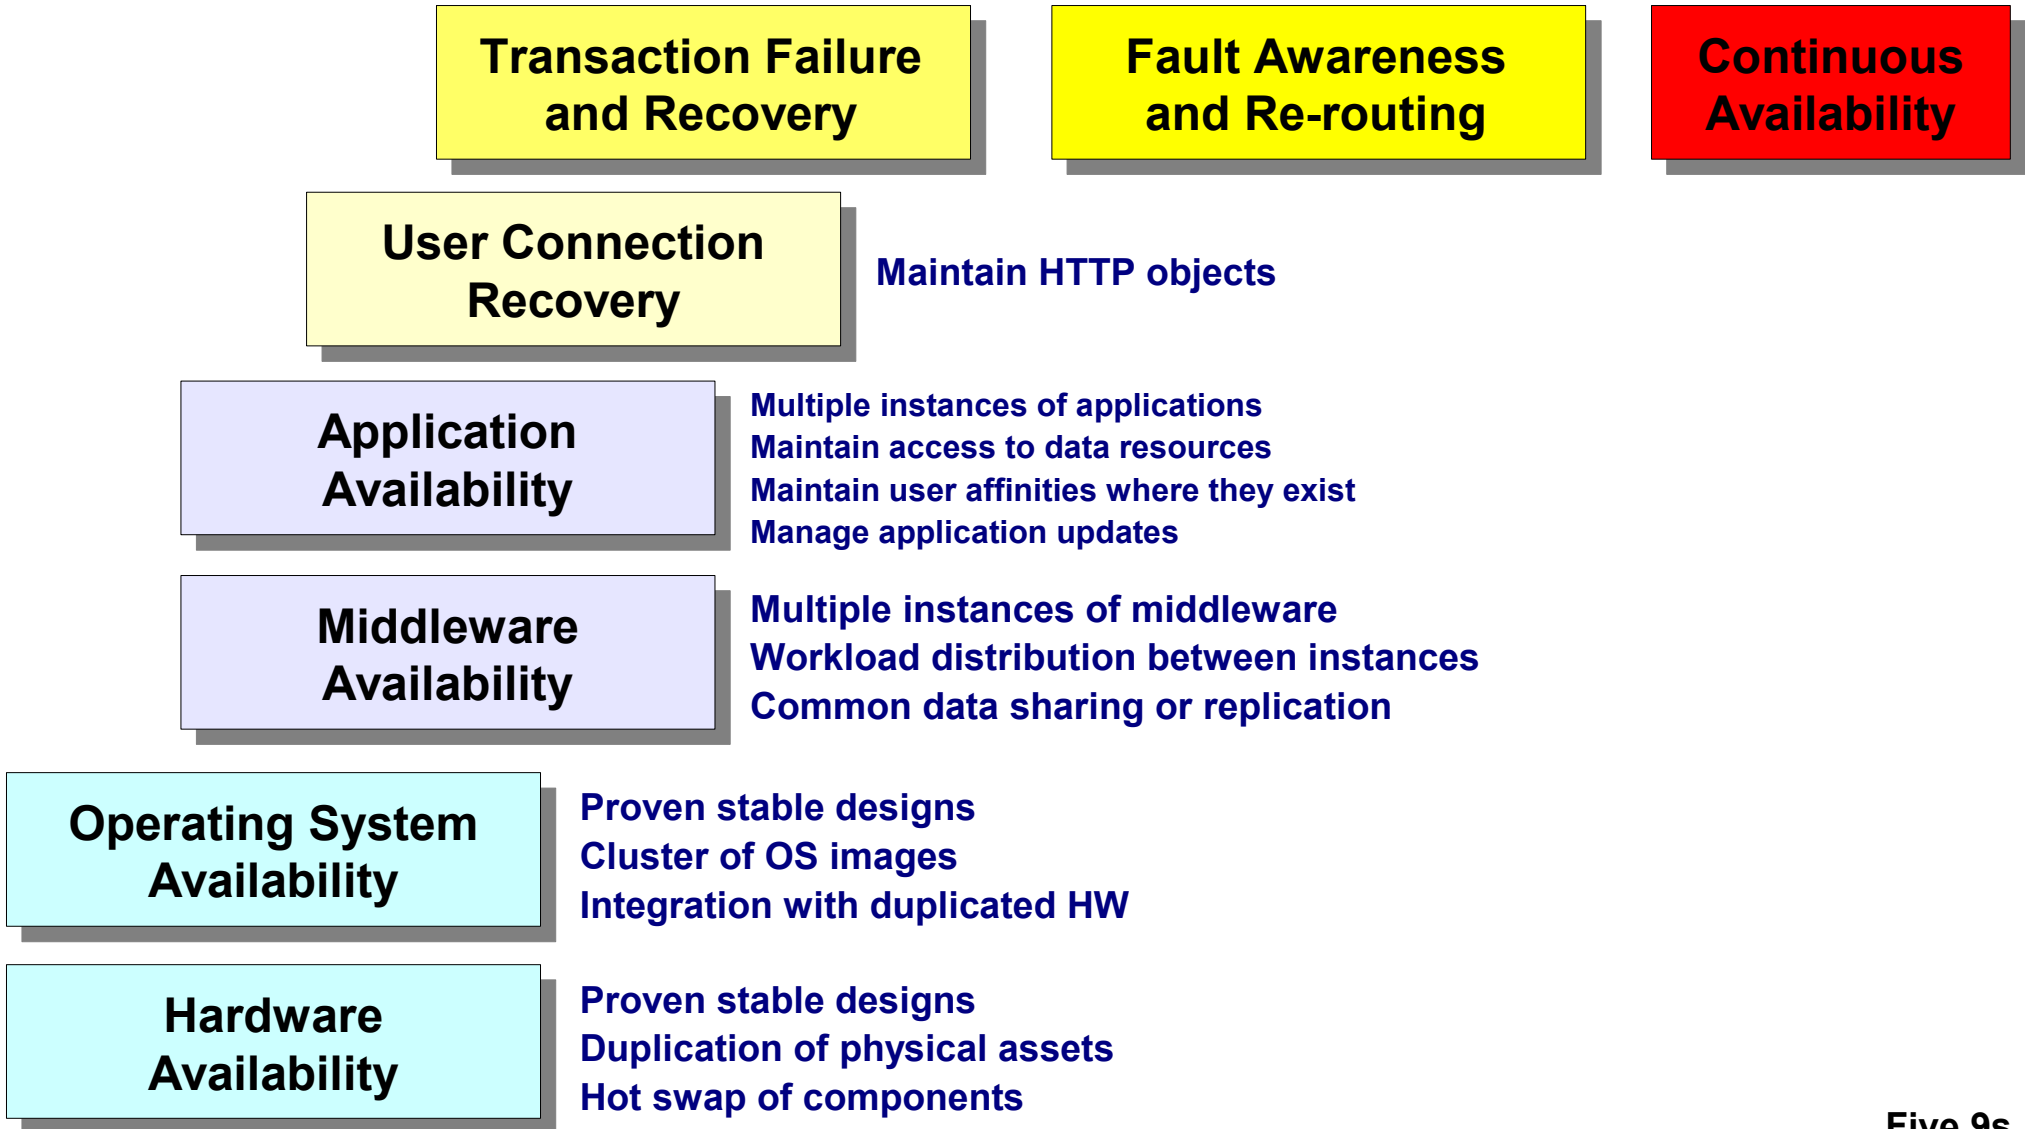 Transaction Failure
and Recovery
Fault Awareness
and Re-routing
Continuous
Availability
User Connection
Recovery
Maintain HTTP objects
Application
Availability
Multiple instances of applications
Maintain access to data resources
Maintain user affinities where they exist
Manage application updates
Middleware
Availability
Multiple instances of middleware
Workload distribution between instances
Common data sharing or replication
Operating System
Availability
Proven stable designs
Cluster of OS images
Integration with duplicated HW
Hardware
Availability
Proven stable designs
Duplication of physical assets
Hot swap of components
Five 9s